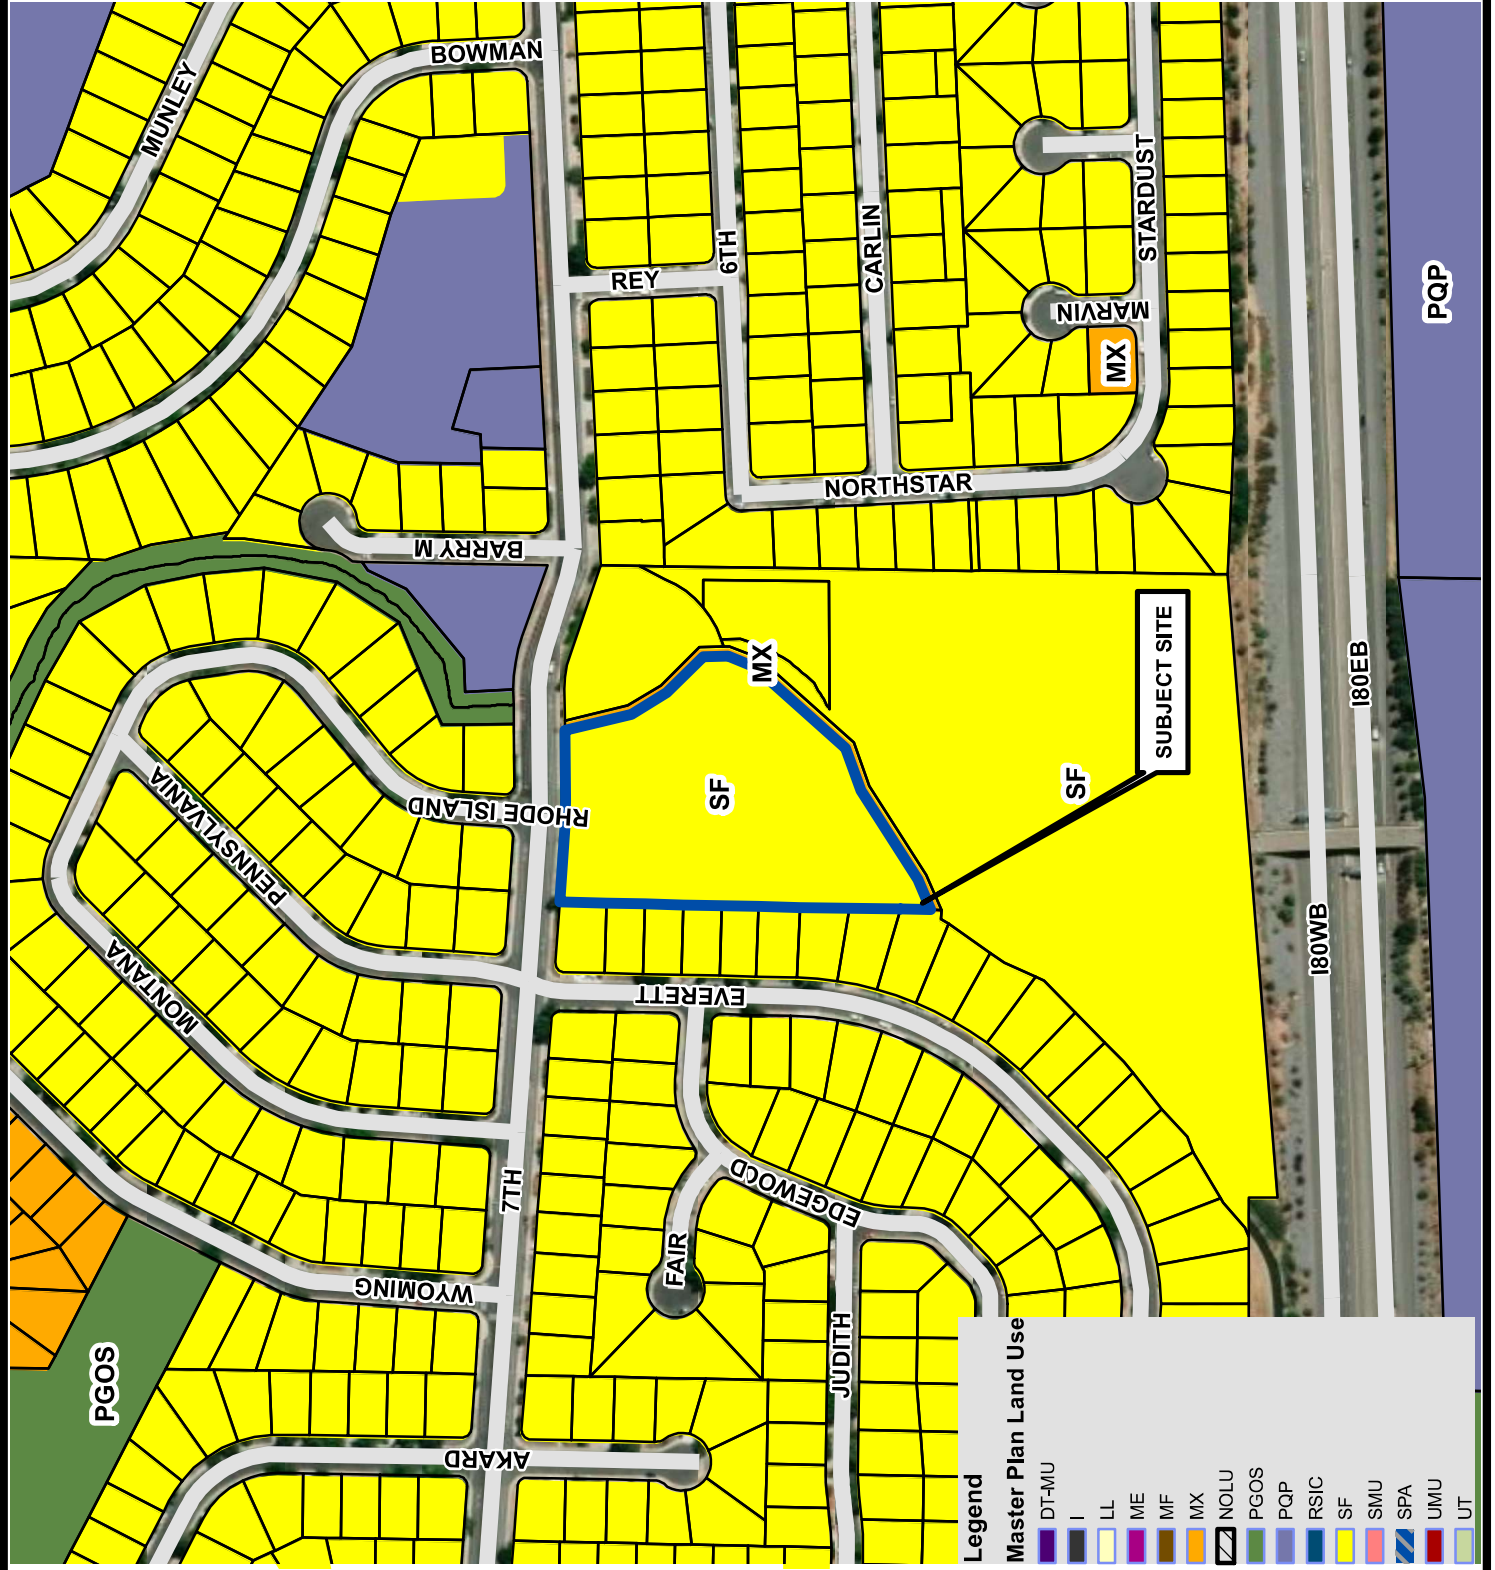 MUNLEY
BOWMAN
REY
6TH
CARLIN
STARDUST
MARVIN
MX
PQP
NORTHSTAR
BARRY M
MX
SF
SUBJECT SITE
SF
I80EB
I80WB
RHODE ISLAND
PENNSYLVANIA
MONTANA
EVERETT
7TH
EDGEWOOD
FAIR
WYOMING
JUDITH
PGOS
AKARD
Legend
Master Plan Land Use
DT-MU
I
LL
ME
MF
MX
NOLU
PGOS
PQP
RSIC
SF
SMU
SPA
UMU
UT